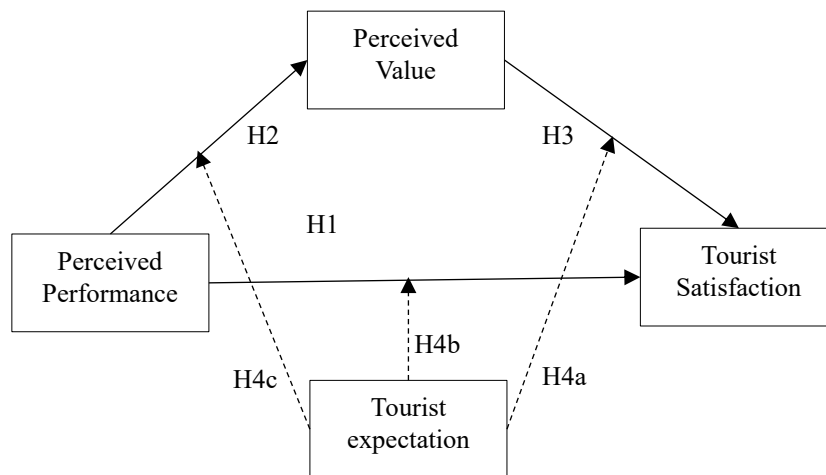 Perceived
Value
H2
H3
H1
Perceived
Performance
Tourist
Satisfaction
H4b
H4c
H4a
Tourist
expectation